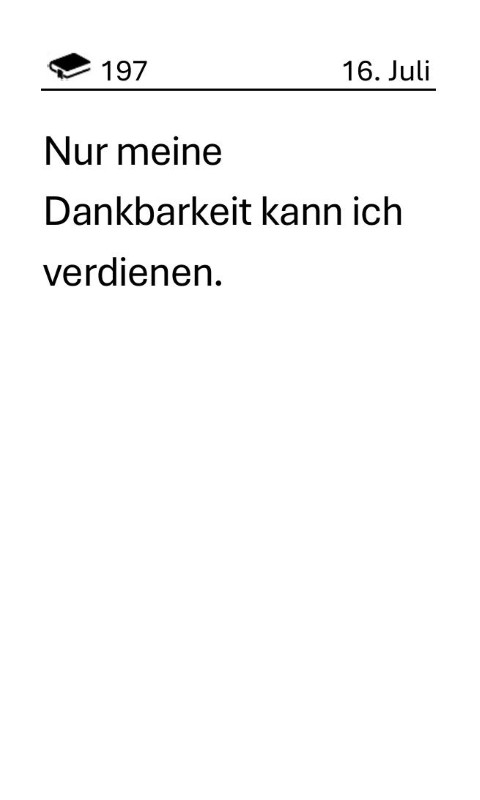 197 16. Juli
Nur meine
Dankbarkeit kann ich
verdienen.